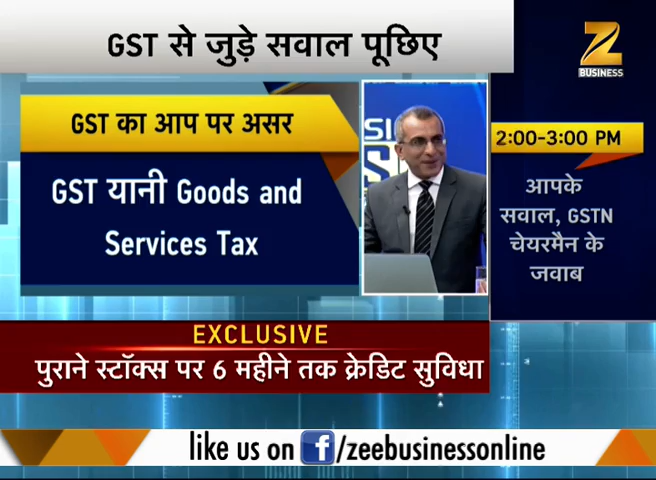 GST से जुड़े सवाल पूछिए
Z
BUSINESS
GST का आप पर असर
GST यानी Goods and
Services Tax
2:00-3:00 PM
आपके
सवाल, GSTN
चेयरमैन के
जवाब
EXCLUSIVE
पुराने स्टॉक्स पर 6 महीने तक क्रेडिट सुविधा
like us on f/zeebusinessonline